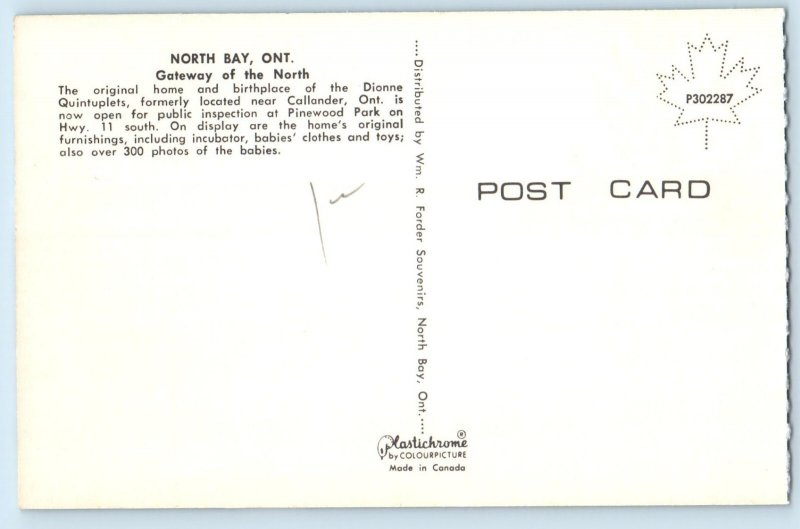 NORTH BAY, ONT.
Gateway of the North
The original home and birthplace of the Dionne
Quintuplets, formerly located near Callander, Ont. is
now open for public inspection at Pinewood Park on
Hwy. 11 south. On display are the home's original
furnishings, including incubator, babies' clothes and toys;
also over 300 photos of the babies.
.....Distributed by Wm. R. Forder Souvenirs, North Bay, Ont.....
P302287
POST CARD
Plastichrome®
by COLOURPICTURE
Made in Canada